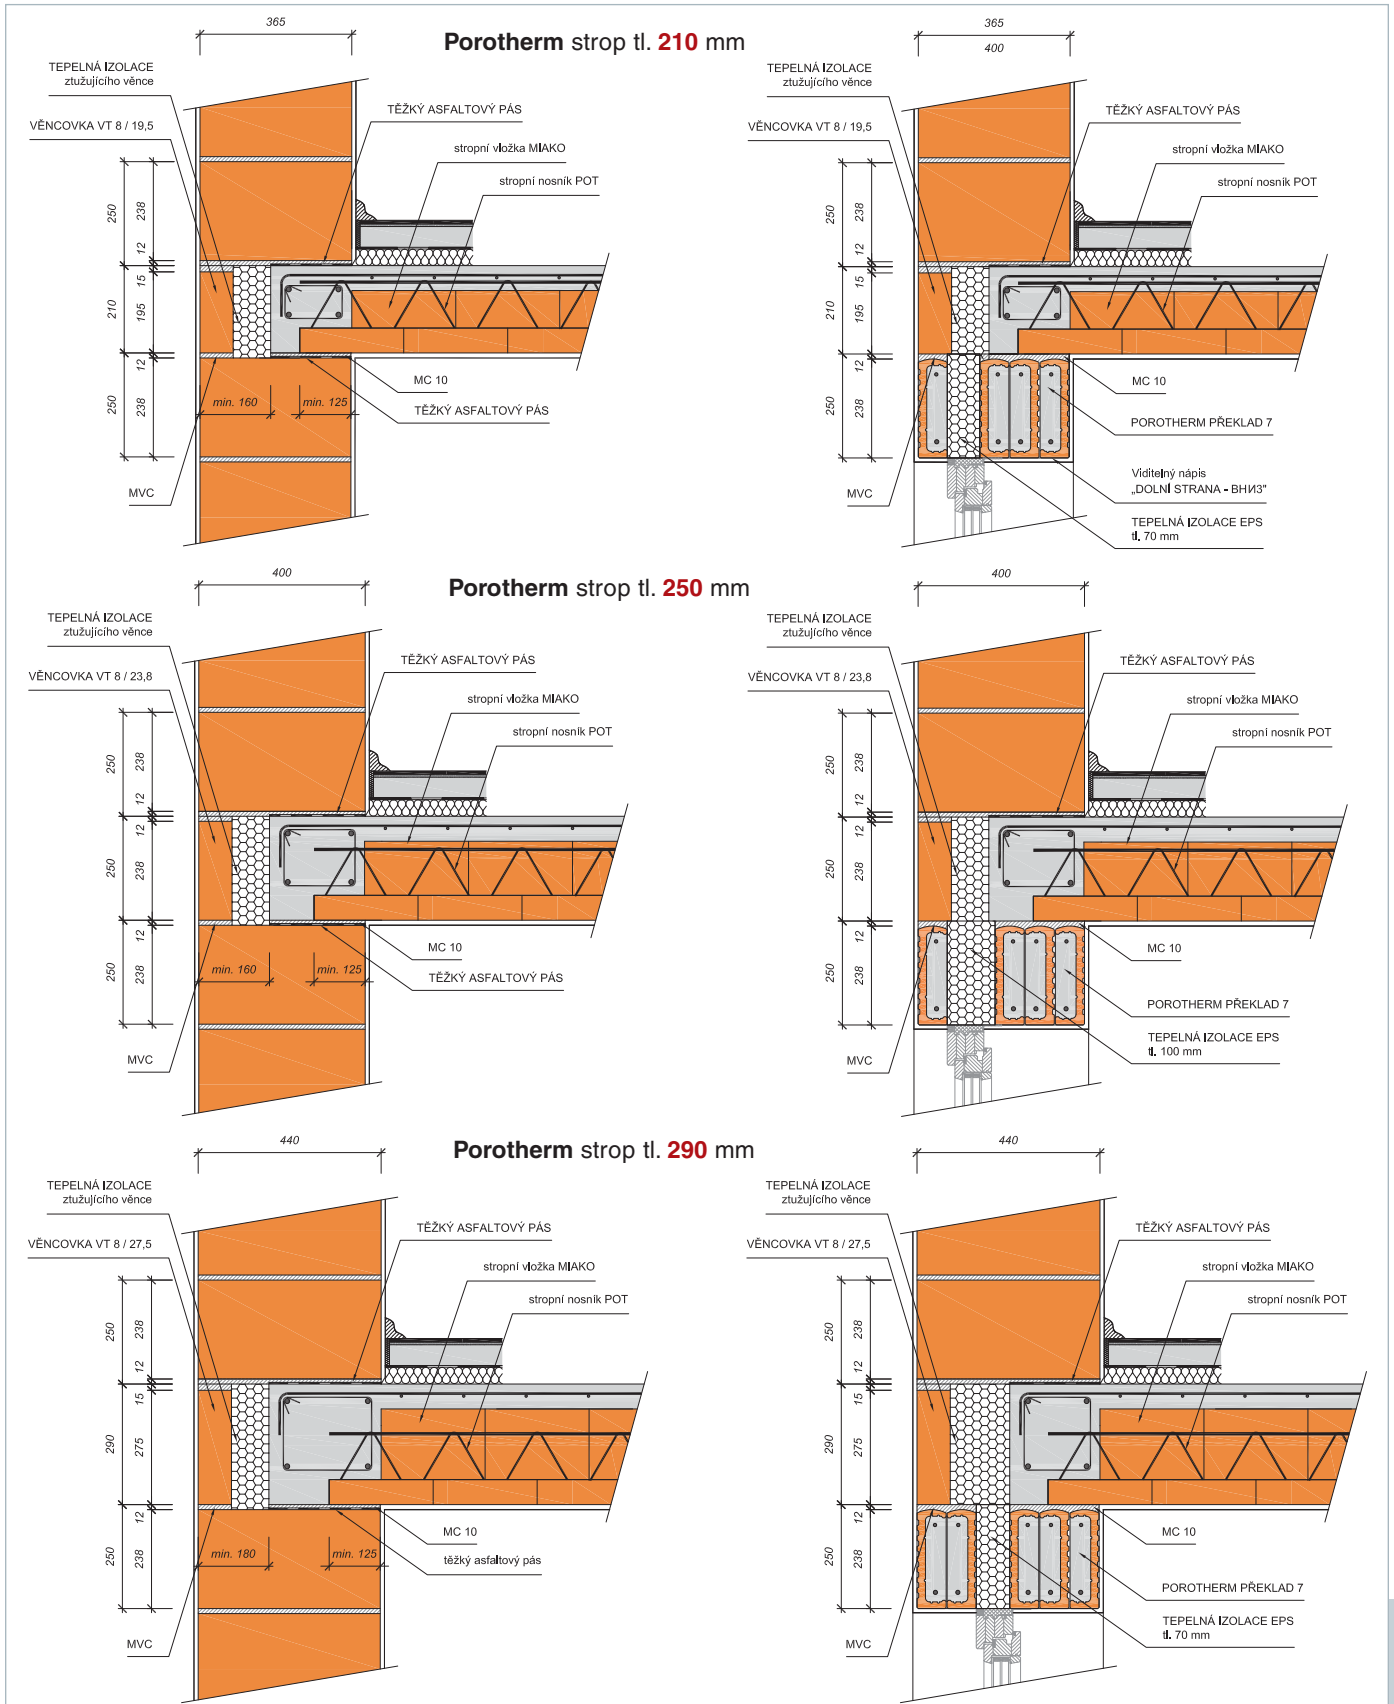 Porotherm strop tl. 210 mm
365
TEPELNÁ IZOLACE
ztužujícího věnce
VĚNCOVKA VT 8 / 19,5
TĚŽKÝ ASFALTOVÝ PÁS
stropní vložka MIAKO
stropní nosník POT
250
238
12
210
15
195
12
250
238
min. 160
min. 125
MC 10
TĚŽKÝ ASFALTOVÝ PÁS
MVC
365
400
TEPELNÁ IZOLACE
ztužujícího věnce
VĚNCOVKA VT 8 / 19,5
TĚŽKÝ ASFALTOVÝ PÁS
stropní vložka MIAKO
stropní nosník POT
250
238
12
210
15
195
12
250
238
MC 10
POROTHERM PŘEKLAD 7
Viditelný nápis
„DOLNÍ STRANA - ВНИЗ"
TEPELNÁ IZOLACE EPS
tl. 70 mm
MVC
Porotherm strop tl. 250 mm
400
TEPELNÁ IZOLACE
ztužujícího věnce
VĚNCOVKA VT 8 / 23,8
TĚŽKÝ ASFALTOVÝ PÁS
stropní vložka MIAKO
stropní nosník POT
250
238
12
250
12
238
12
250
238
min. 160
min. 125
MC 10
TĚŽKÝ ASFALTOVÝ PÁS
MVC
400
TEPELNÁ IZOLACE
ztužujícího věnce
VĚNCOVKA VT 8 / 23,8
TĚŽKÝ ASFALTOVÝ PÁS
stropní vložka MIAKO
stropní nosník POT
250
238
12
250
12
238
12
250
238
MC 10
POROTHERM PŘEKLAD 7
TEPELNÁ IZOLACE EPS
tl. 100 mm
MVC
Porotherm strop tl. 290 mm
440
TEPELNÁ IZOLACE
ztužujícího věnce
VĚNCOVKA VT 8 / 27,5
TĚŽKÝ ASFALTOVÝ PÁS
stropní vložka MIAKO
stropní nosník POT
250
238
12
290
15
275
12
250
238
min. 180
min. 125
MC 10
těžký asfaltový pás
MVC
440
TEPELNÁ IZOLACE
ztužujícího věnce
VĚNCOVKA VT 8 / 27,5
TĚŽKÝ ASFALTOVÝ PÁS
stropní vložka MIAKO
stropní nosník POT
250
238
12
290
15
275
12
250
238
MC 10
POROTHERM PŘEKLAD 7
TEPELNÁ IZOLACE EPS
tl. 70 mm
MVC